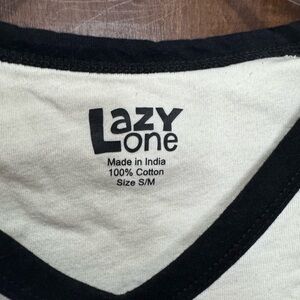 Lazy
One
Made in India
100% Cotton
Size S/M